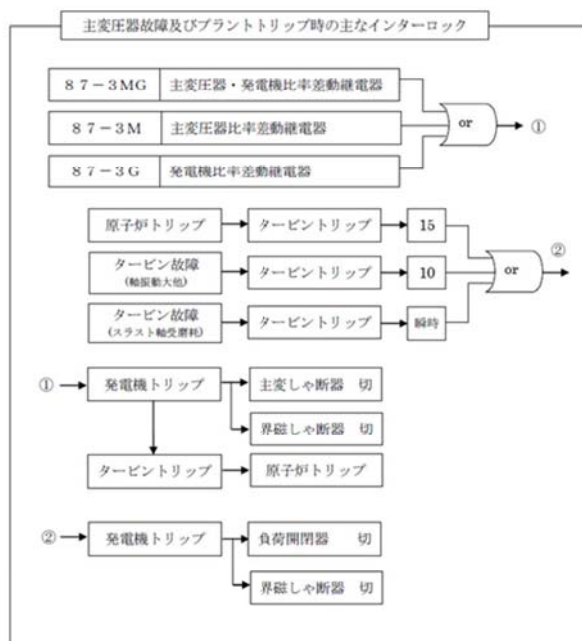 主変圧器故障及びプラントトリップ時の主なインターロック
87-3MG 主変圧器・発電機比率差動継電器
87-3M 主変圧器比率差動継電器
87-3G 発電機比率差動継電器
or
①
原子炉トリップ タービントリップ 15
タービン故障 タービントリップ 10
(軸振動大他)
タービン故障 タービントリップ 瞬時
(スラスト軸受磨耗)
or
②
① 発電機トリップ 主変しゃ断器 切
界磁しゃ断器 切
タービントリップ 原子炉トリップ
② 発電機トリップ 負荷開閉器 切
界磁しゃ断器 切